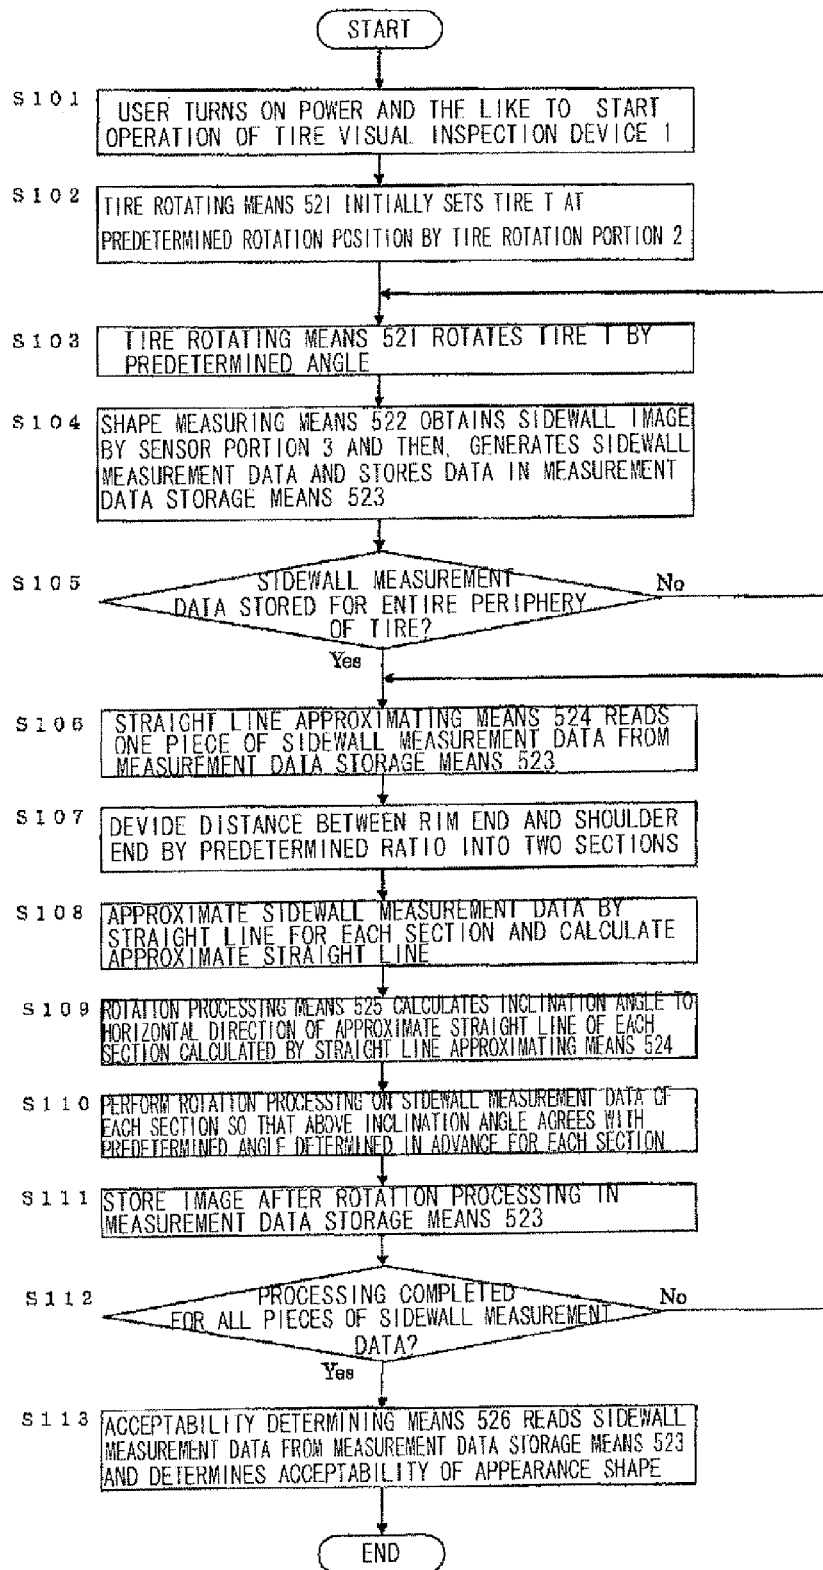 START
S101
USER TURNS ON POWER AND THE LIKE TO START
OPERATION OF TIRE VISUAL INSPECTION DEVICE 1
S102
TIRE ROTATING MEANS 521 INITIALLY SETS TIRE T AT
PREDETERMINED ROTATION POSITION BY TIRE ROTATION PORTION 2
S103
TIRE ROTATING MEANS 521 ROTATES TIRE T BY
PREDETERMINED ANGLE
S104
SHAPE MEASURING MEANS 522 OBTAINS SIDEWALL IMAGE
BY SENSOR PORTION 3 AND THEN, GENERATES SIDEWALL
MEASUREMENT DATA AND STORES DATA IN MEASUREMENT
DATA STORAGE MEANS 523
S105
SIDEWALL MEASUREMENT
DATA STORED FOR ENTIRE PERIPHERY
OF TIRE?
No
Yes
S106
STRAIGHT LINE APPROXIMATING MEANS 524 READS
ONE PIECE OF SIDEWALL MEASUREMENT DATA FROM
MEASUREMENT DATA STORAGE MEANS 523
S107
DEVIDE DISTANCE BETWEEN RIM END AND SHOULDER
END BY PREDETERMINED RATIO INTO TWO SECTIONS
S108
APPROXIMATE SIDEWALL MEASUREMENT DATA BY
STRAIGHT LINE FOR EACH SECTION AND CALCULATE
APPROXIMATE STRAIGHT LINE
S109
ROTATION PROCESSING MEANS 525 CALCULATES INCLINATION ANGLE TO
HORIZONTAL DIRECTION OF APPROXIMATE STRAIGHT LINE OF EACH
SECTION CALCULATED BY STRAIGHT LINE APPROXIMATING MEANS 524
S110
PERFORM ROTATION PROCESSING ON SIDEWALL MEASUREMENT DATA OF
EACH SECTION SO THAT ABOVE INCLINATION ANGLE AGREES WITH
PREDETERMINED ANGLE DETERMINED IN ADVANCE FOR EACH SECTION
S111
STORE IMAGE AFTER ROTATION PROCESSING IN
MEASUREMENT DATA STORAGE MEANS 523
S112
PROCESSING COMPLETED
FOR ALL PIECES OF SIDEWALL MEASUREMENT
DATA?
No
Yes
S113
ACCEPTABILITY DETERMINING MEANS 526 READS SIDEWALL
MEASUREMENT DATA FROM MEASUREMENT DATA STORAGE MEANS 523
AND DETERMINES ACCEPTABILITY OF APPEARANCE SHAPE
END